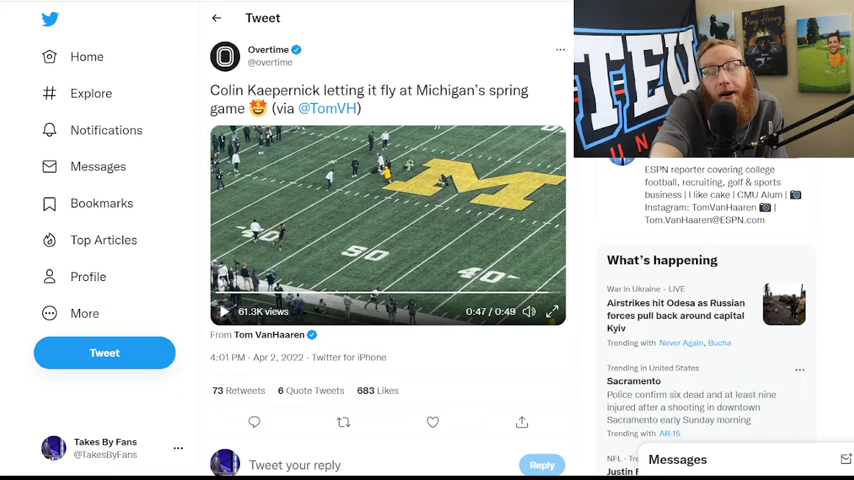 Home
Explore
Notifications
Messages
Bookmarks
Top Articles
Profile
More
Tweet
Takes By Fans
@TakesByFans
Tweet
Overtime
@overtime
Colin Kaepernick letting it fly at Michigan's spring
game 🤩 (via @TomVH)
M
50
40
61.3K views
0:47 / 0:49
From Tom VanHaaren
4:01 PM · Apr 2, 2022 · Twitter for iPhone
73 Retweets 6 Quote Tweets 683 Likes
Tweet your reply
Reply
ESPN reporter covering college
football, recruiting, golf & sports
business | I like cake | CMU Alum | 📷
Instagram: TomVanHaaren 📷 |
Tom.VanHaaren@ESPN.com
What's happening
War in Ukraine · LIVE
Airstrikes hit Odesa as Russian
forces pull back around capital
Kyiv
Trending with Never Again, Bucha
Trending in United States
Sacramento
Police confirm six dead and at least nine
injured after a shooting in downtown
Sacramento early Sunday morning
Trending with AR-15
NFL
Justin
Messages